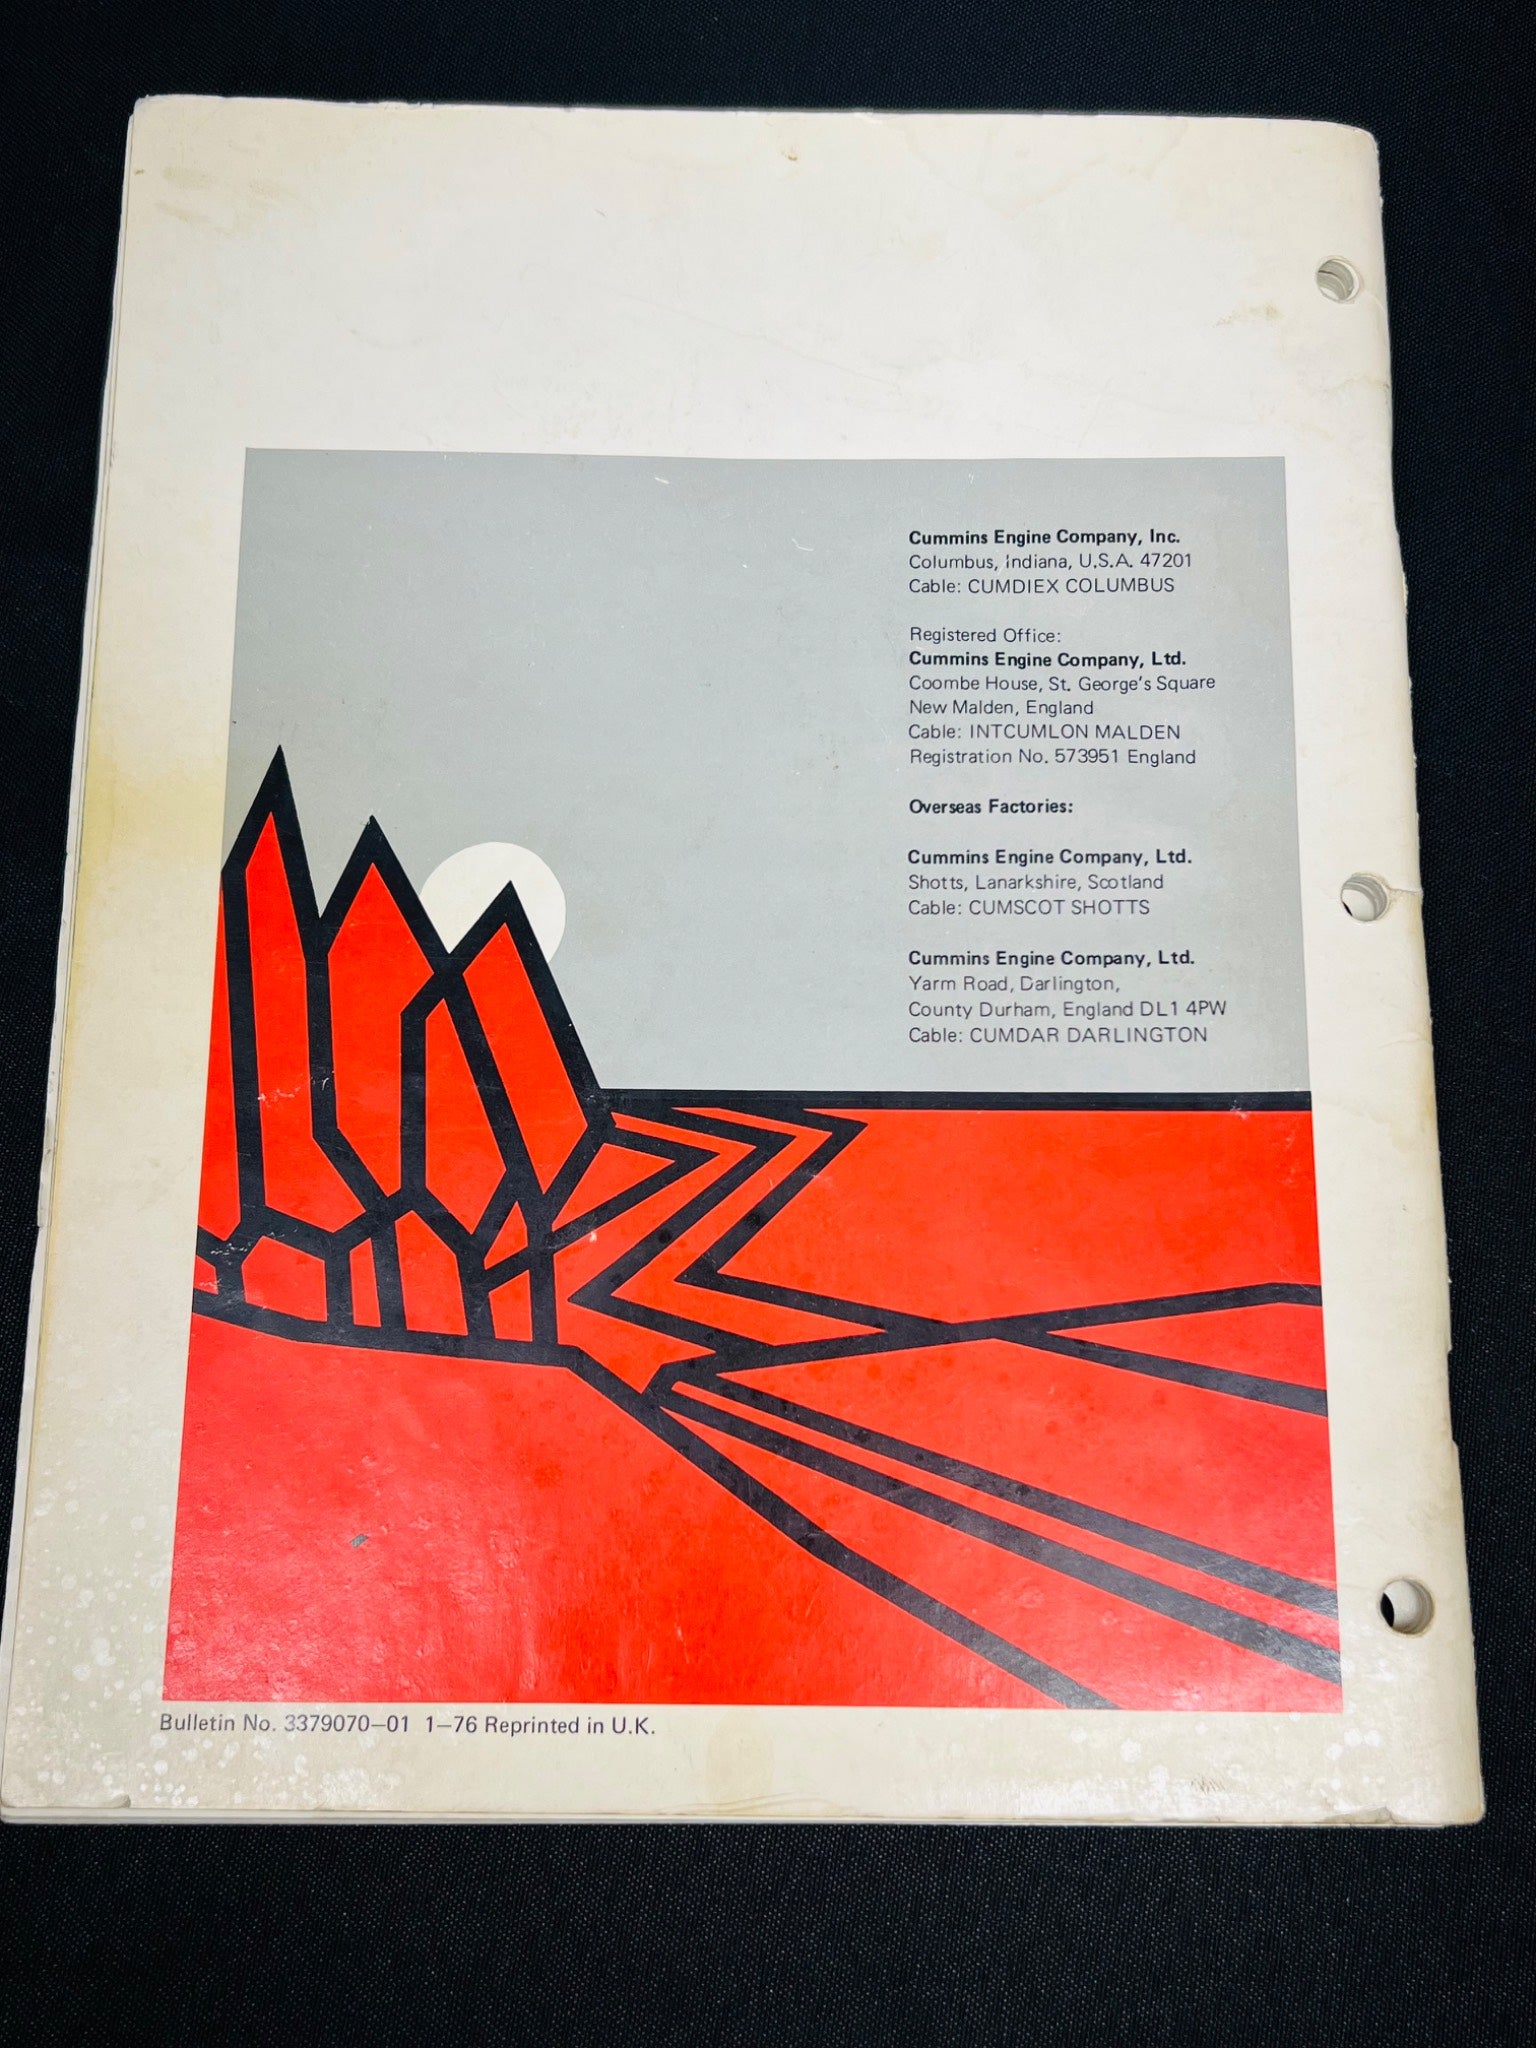 Cummins Engine Company, Inc.
Columbus, Indiana, U.S.A. 47201
Cable: CUMDIEX COLUMBUS
Registered Office:
Cummins Engine Company, Ltd.
Coombe House, St. George's Square
New Malden, England
Cable: INTCUMLON MALDEN
Registration No. 573951 England
Overseas Factories:
Cummins Engine Company, Ltd.
Shotts, Lanarkshire, Scotland
Cable: CUMSCOT SHOTTS
Cummins Engine Company, Ltd.
Yarm Road, Darlington,
County Durham, England DL1 4PW
Cable: CUMDAR DARLINGTON
Bulletin No. 3379070—01 1—76 Reprinted in U.K.